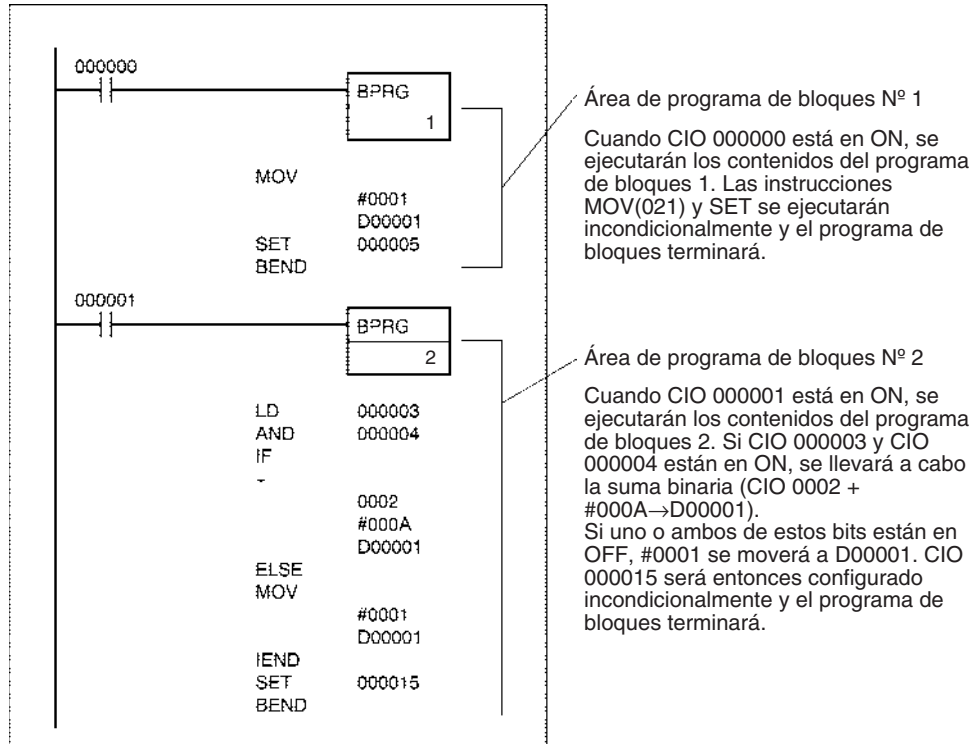 000000
BPRG
1
MOV
#0001
D00001
SET 000005
BEND
Área de programa de bloques Nº 1
Cuando CIO 000000 está en ON, se
ejecutarán los contenidos del programa
de bloques 1. Las instrucciones
MOV(021) y SET se ejecutarán
incondicionalmente y el programa de
bloques terminará.
000001
BPRG
2
LD 000003
AND 000004
IF
0002
#000A
D00001
ELSE
MOV
#0001
D00001
IEND
SET 000015
BEND
Área de programa de bloques Nº 2
Cuando CIO 000001 está en ON, se
ejecutarán los contenidos del programa
de bloques 2. Si CIO 000003 y CIO
000004 están en ON, se llevará a cabo
la suma binaria (CIO 0002 +
#000A→D00001).
Si uno o ambos de estos bits están en
OFF, #0001 se moverá a D00001. CIO
000015 será entonces configurado
incondicionalmente y el programa de
bloques terminará.